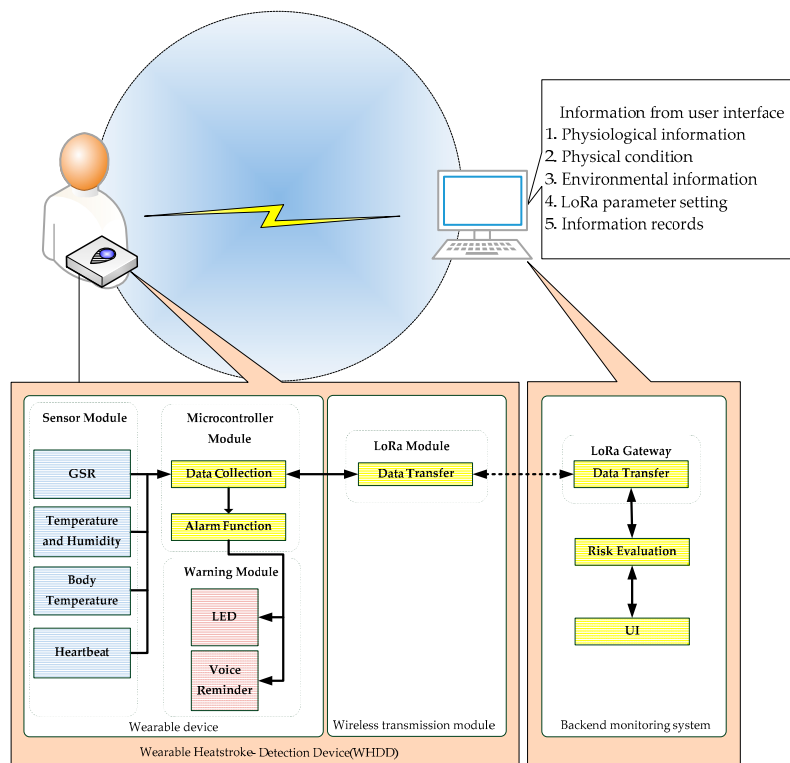 Information from user interface
1. Physiological information
2. Physical condition
3. Environmental information
4. LoRa parameter setting
5. Information records
Sensor Module
GSR
Temperature
and Humidity
Body
Temperature
Heartbeat
Microcontroller
Module
Data Collection
Alarm Function
Warning Module
LED
Voice
Reminder
Wearable device
LoRa Module
Data Transfer
Wireless transmission module
Wearable Heatstroke- Detection Device(WHDD)
LoRa Gateway
Data Transfer
Risk Evaluation
UI
Backend monitoring system